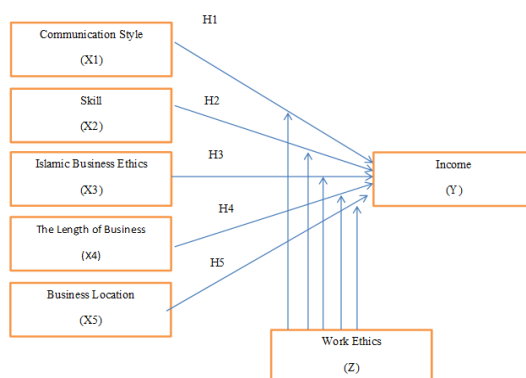 H1
Communication Style
(X1)
Skill
(X2)
H2
Islamic Business Ethics
(X3)
H3
Income
(Y)
The Length of Business
(X4)
H4
Business Location
(X5)
H5
Work Ethics
(Z)